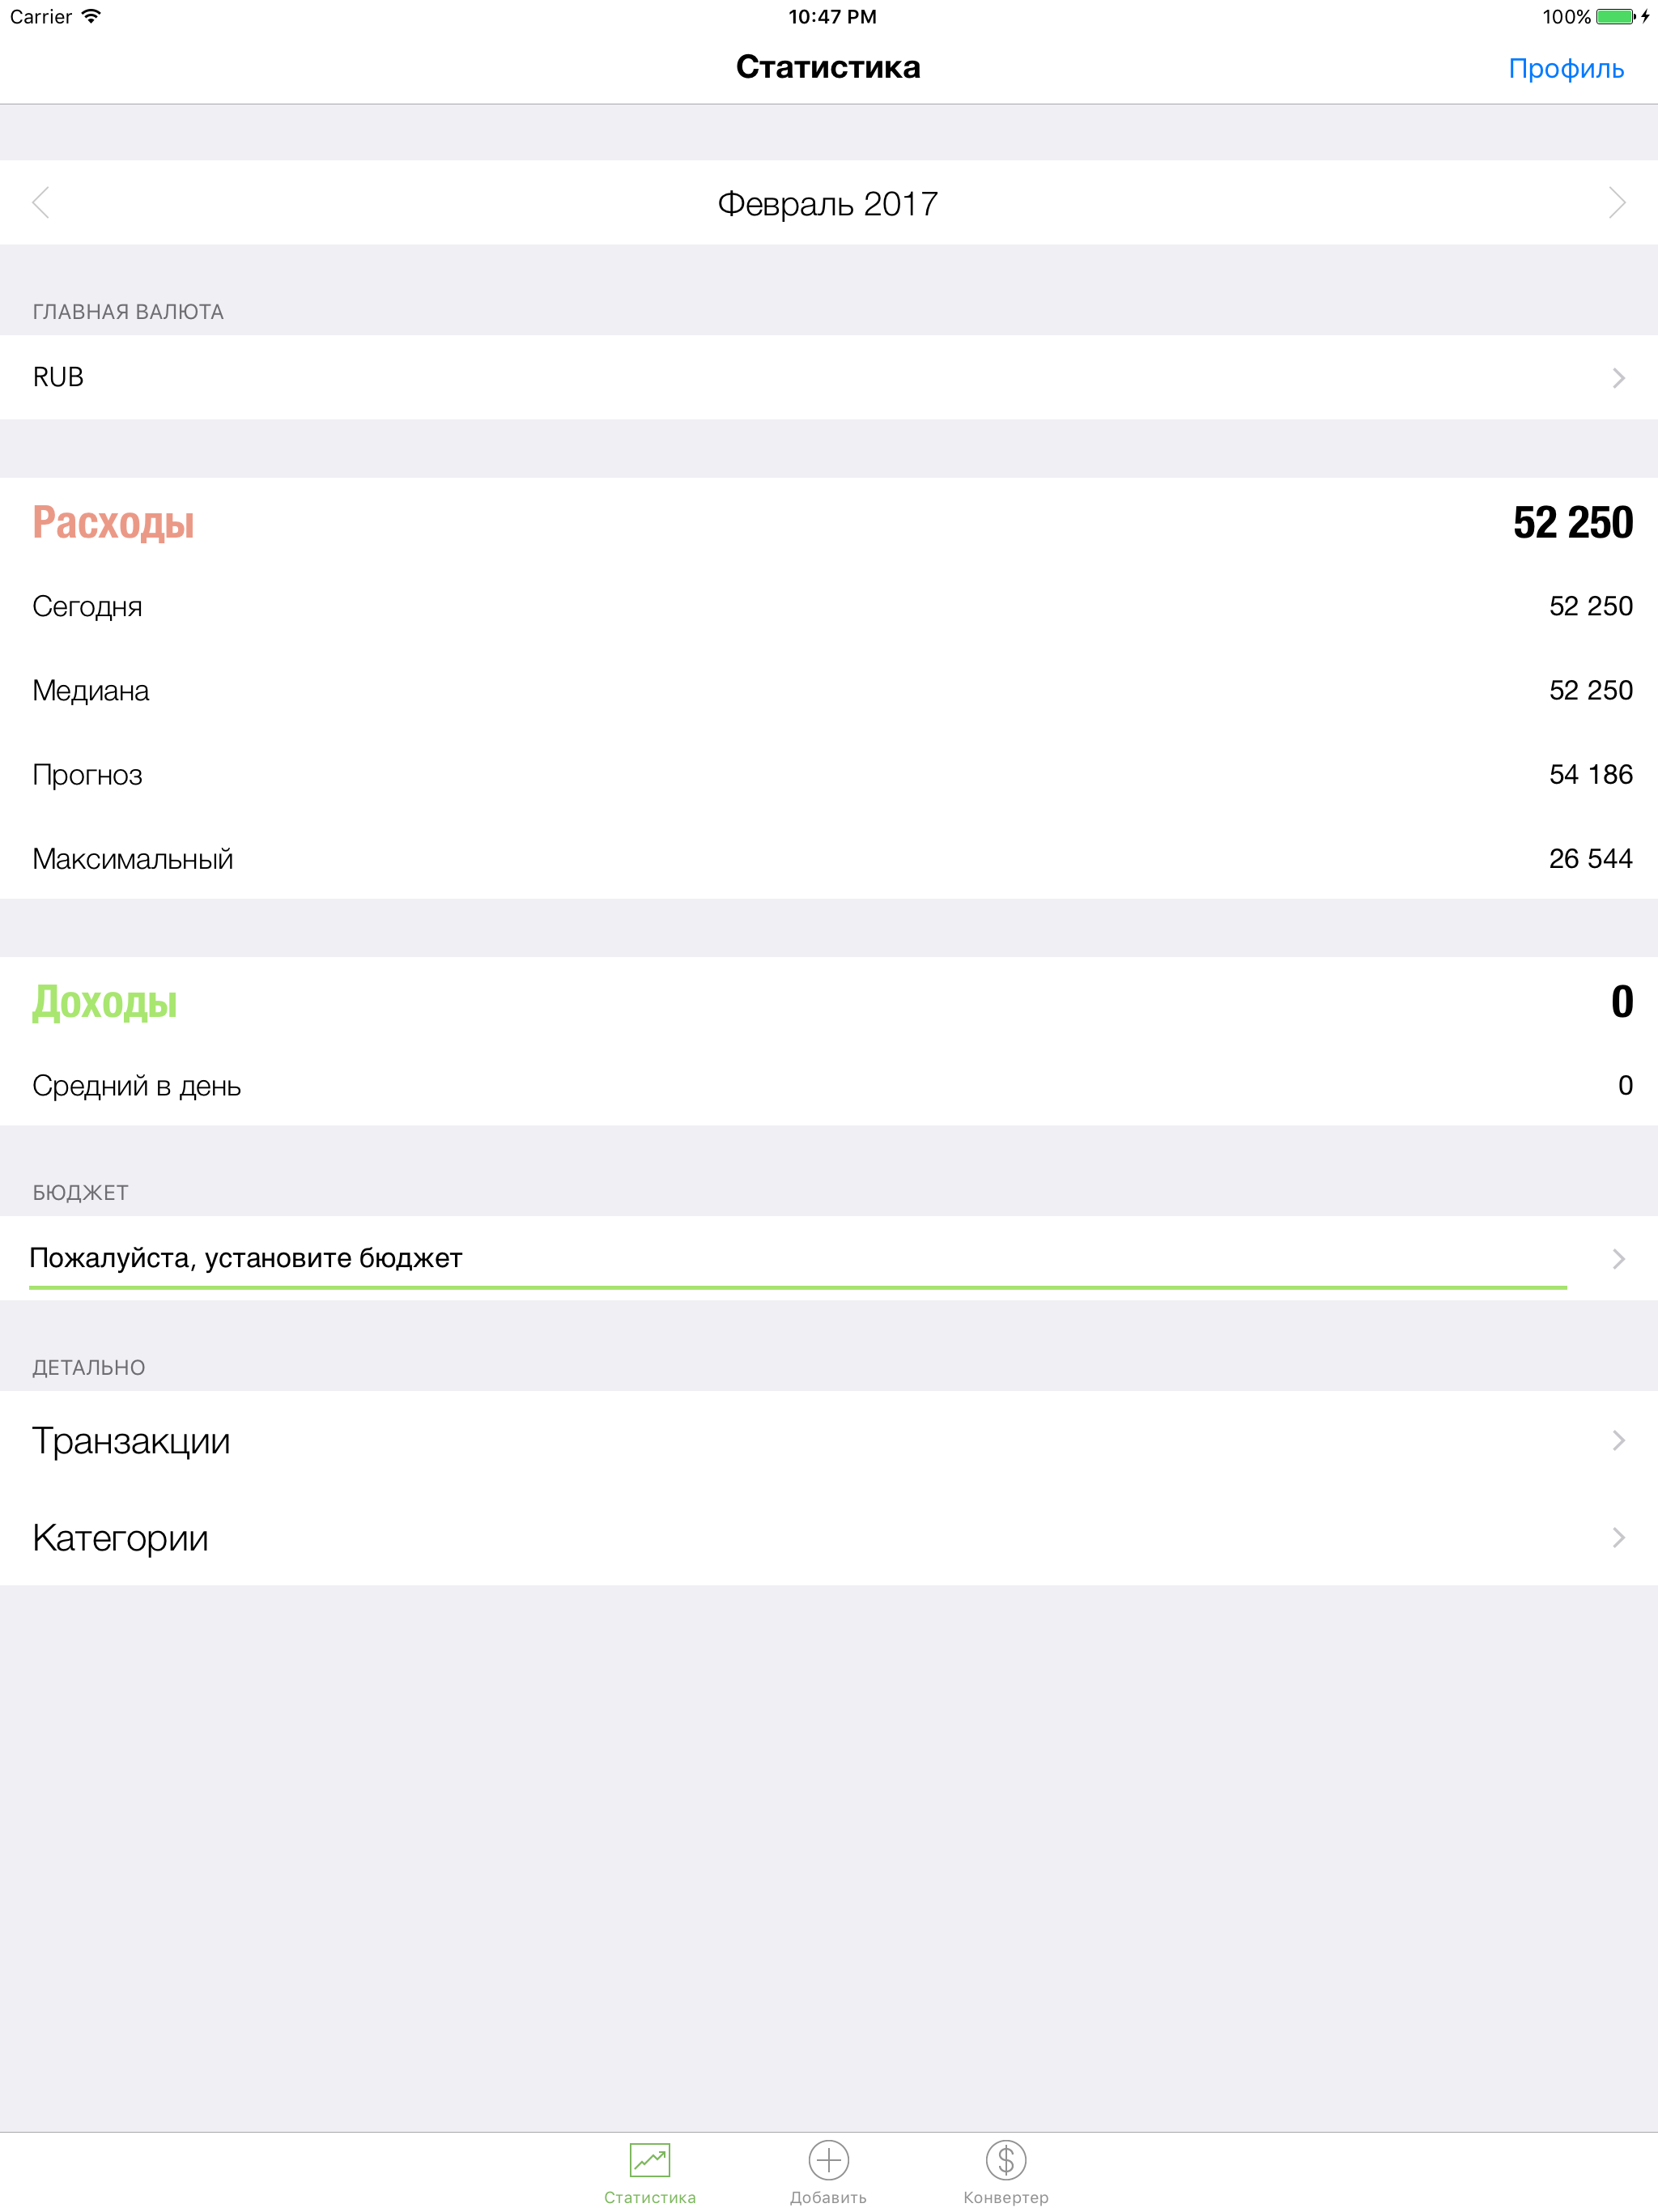 Carrier 10:47 PM 100%
Статистика Профиль
Февраль 2017
ГЛАВНАЯ ВАЛЮТА
RUB
Расходы 52 250
Сегодня 52 250
Медиана 52 250
Прогноз 54 186
Максимальный 26 544
Доходы 0
Средний в день 0
БЮДЖЕТ
Пожалуйста, установите бюджет
ДЕТАЛЬНО
Транзакции
Категории
Статистика Добавить Конвертер